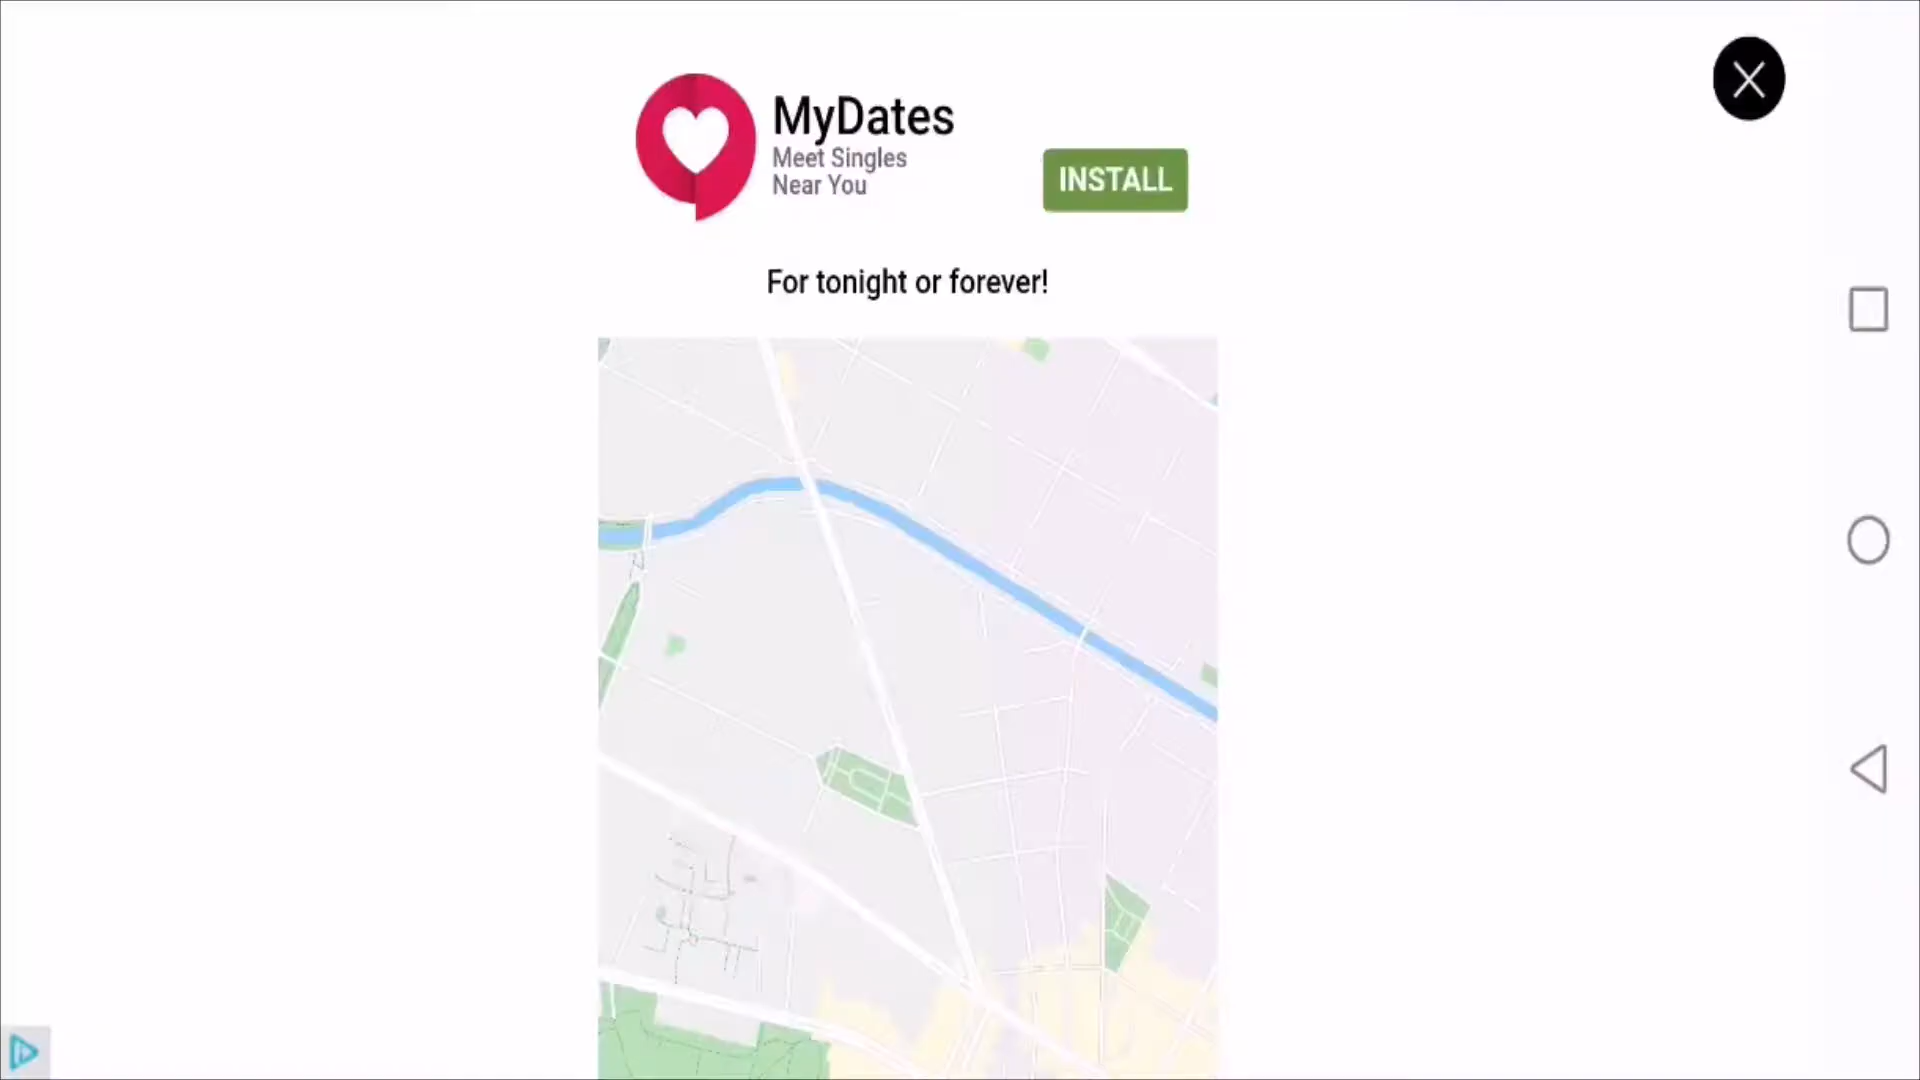 MyDates
Meet Singles
Near You
INSTALL
For tonight or forever!